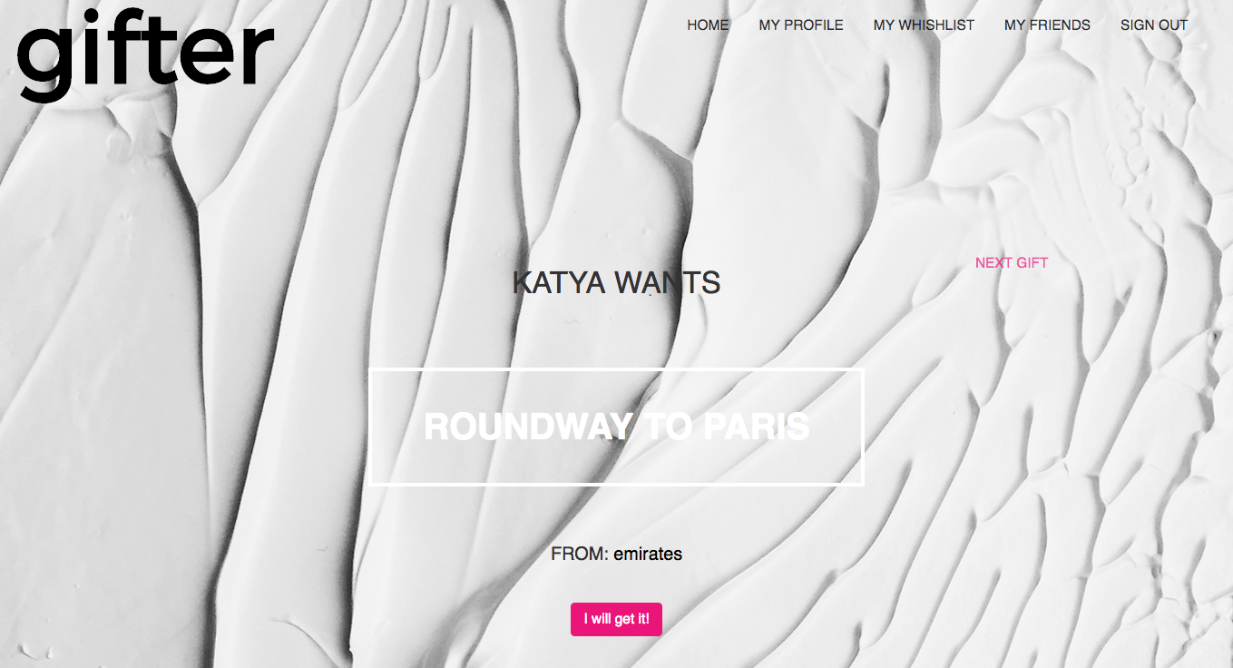 gifter
HOME MY PROFILE MY WHISHLIST MY FRIENDS SIGN OUT
NEXT GIFT
KATYA WANTS
ROUNDWAY TO PARIS
FROM: emirates
I will get it!